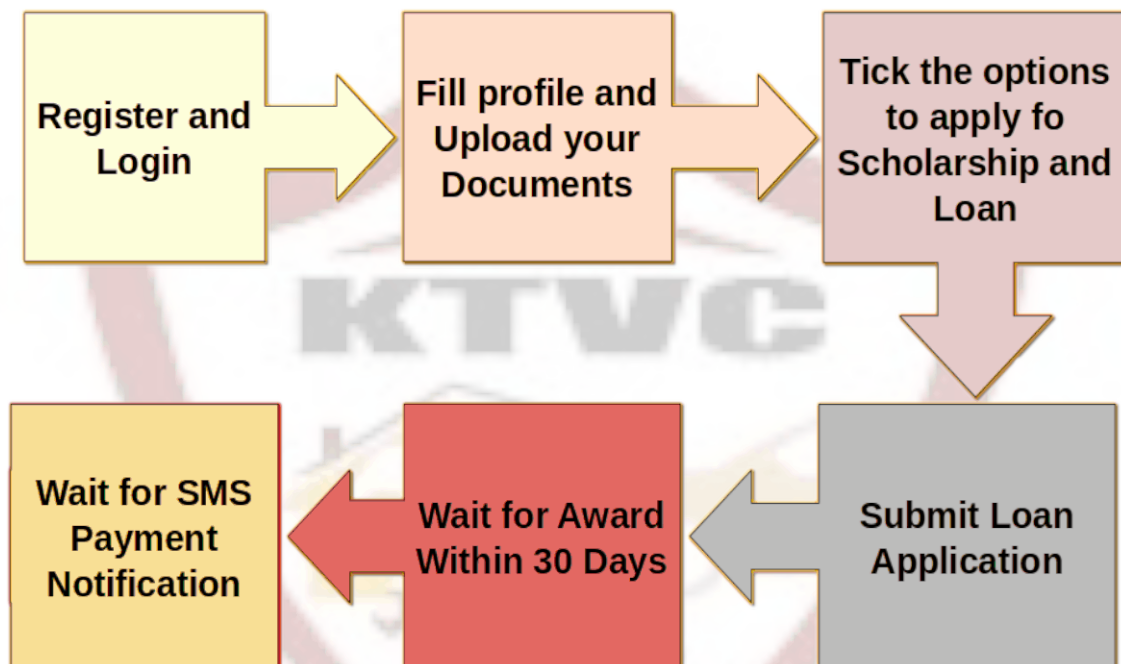 Register and
Login
Fill profile and
Upload your
Documents
Tick the options
to apply fo
Scholarship and
Loan
KTVC
Submit Loan
Application
Wait for Award
Within 30 Days
Wait for SMS
Payment
Notification